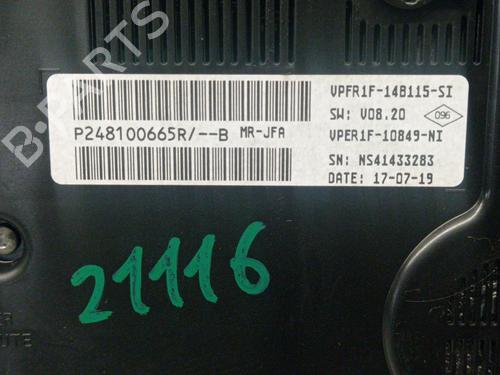 B-PARTS
VPFR1F-14B115-SI
SW: V08.20
096
P248100665R/--B MR-JFA
VPER1F-10849-NI
SN: NS41433283
DATE: 17-07-19
21116